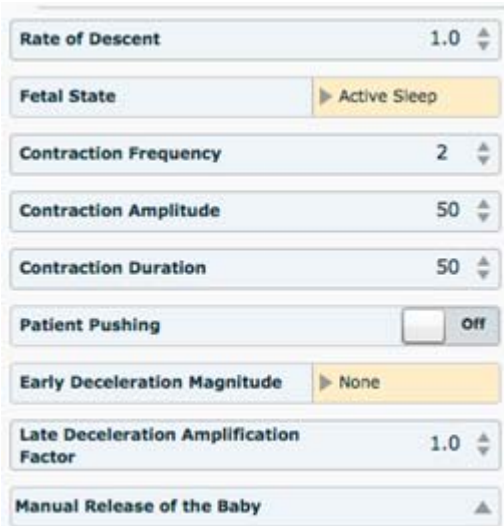 Rate of Descent 1.0
Fetal State Active Sleep
Contraction Frequency 2
Contraction Amplitude 50
Contraction Duration 50
Patient Pushing Off
Early Deceleration Magnitude None
Late Deceleration Amplification
Factor 1.0
Manual Release of the Baby